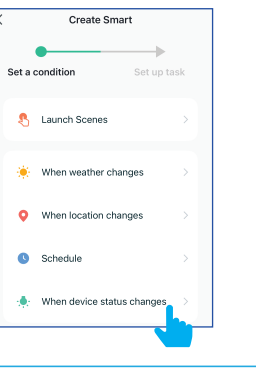 Create Smart
Set a condition
Set up task
Launch Scenes
When weather changes
When location changes
Schedule
When device status changes